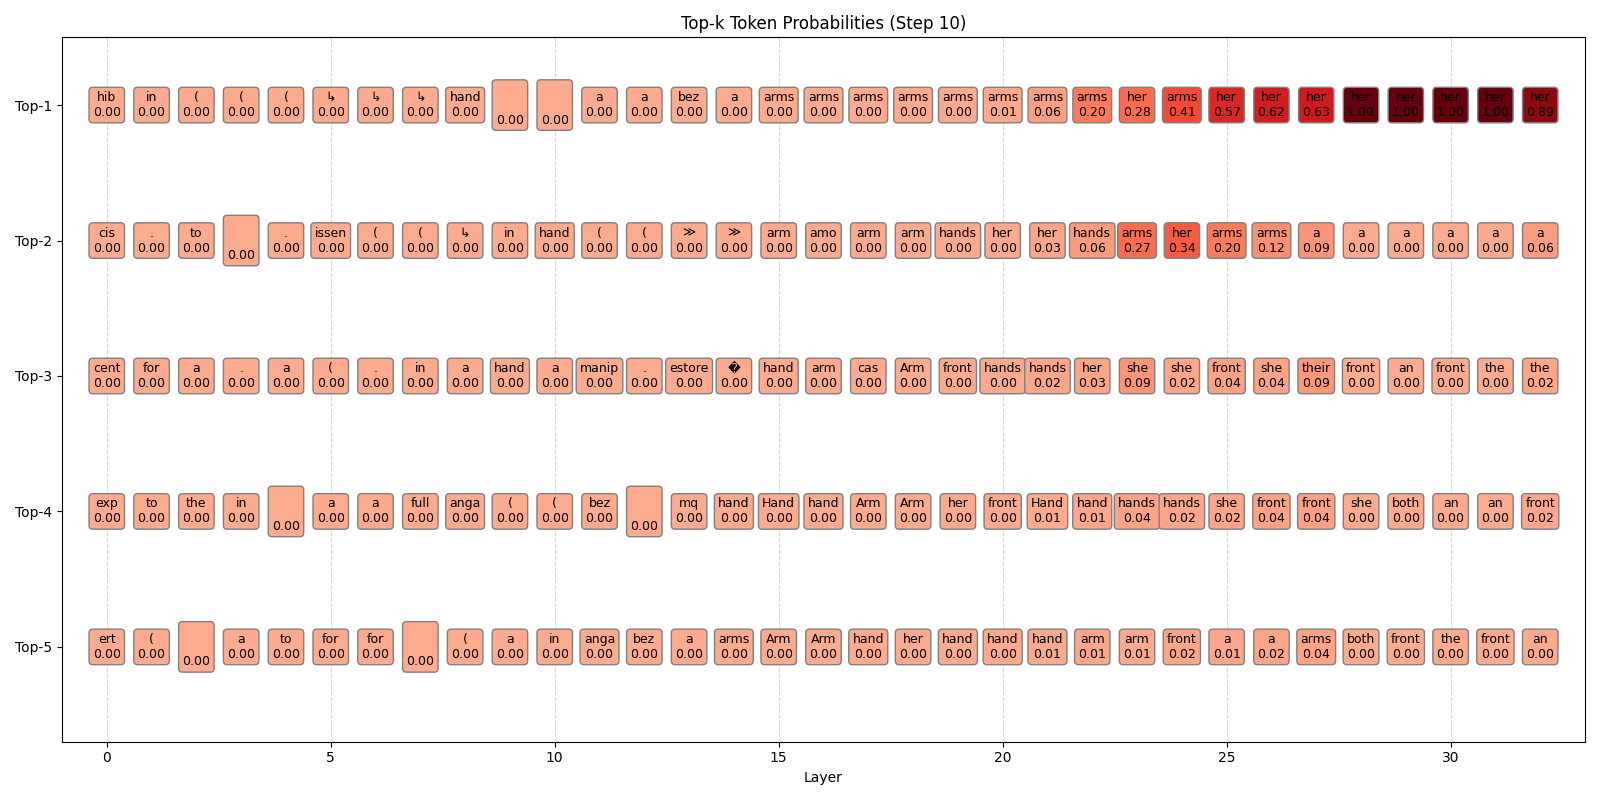 Top-k Token Probabilities (Step 10)
Top-1
hib in ( ( ( ↳ ↳ ↳ hand a a bez a arms arms arms arms arms arms arms arms her arms her her her her her her her her
0.00 0.00 0.00 0.00 0.00 0.00 0.00 0.00 0.00 0.00 0.00 0.00 0.00 0.00 0.00 0.00 0.00 0.00 0.00 0.00 0.01 0.06 0.20 0.28 0.41 0.57 0.62 0.63 1.00 1.00 1.00 1.00 0.89
Top-2
cis . to . issen ( ( ↳ in hand ( ( ≫ ≫ arm amo arm arm hands her her hands arms her arms arms a a a a a a
0.00 0.00 0.00 0.00 0.00 0.00 0.00 0.00 0.00 0.00 0.00 0.00 0.00 0.00 0.00 0.00 0.00 0.00 0.00 0.00 0.00 0.03 0.06 0.27 0.34 0.20 0.12 0.09 0.00 0.00 0.00 0.00 0.06
Top-3
cent for a . a ( . in a hand a manip . estore � hand arm cas Arm front hands hands her she she front she their front an front the the
0.00 0.00 0.00 0.00 0.00 0.00 0.00 0.00 0.00 0.00 0.00 0.00 0.00 0.00 0.00 0.00 0.00 0.00 0.00 0.00 0.00 0.02 0.03 0.09 0.02 0.04 0.04 0.09 0.00 0.00 0.00 0.00 0.02
Top-4
exp to the in a a full anga ( ( bez mq hand Hand hand Arm Arm her front Hand hand hands hands she front front she both an an front
0.00 0.00 0.00 0.00 0.00 0.00 0.00 0.00 0.00 0.00 0.00 0.00 0.00 0.00 0.00 0.00 0.00 0.00 0.00 0.00 0.00 0.01 0.01 0.04 0.02 0.02 0.04 0.04 0.00 0.00 0.00 0.00 0.02
Top-5
ert ( a to for for ( a in anga bez a arms Arm Arm hand her hand hand hand arm arm front a a arms both front the front an
0.00 0.00 0.00 0.00 0.00 0.00 0.00 0.00 0.00 0.00 0.00 0.00 0.00 0.00 0.00 0.00 0.00 0.00 0.00 0.00 0.00 0.01 0.01 0.01 0.02 0.01 0.02 0.04 0.00 0.00 0.00 0.00 0.00
0 5 10 15 20 25 30
Layer